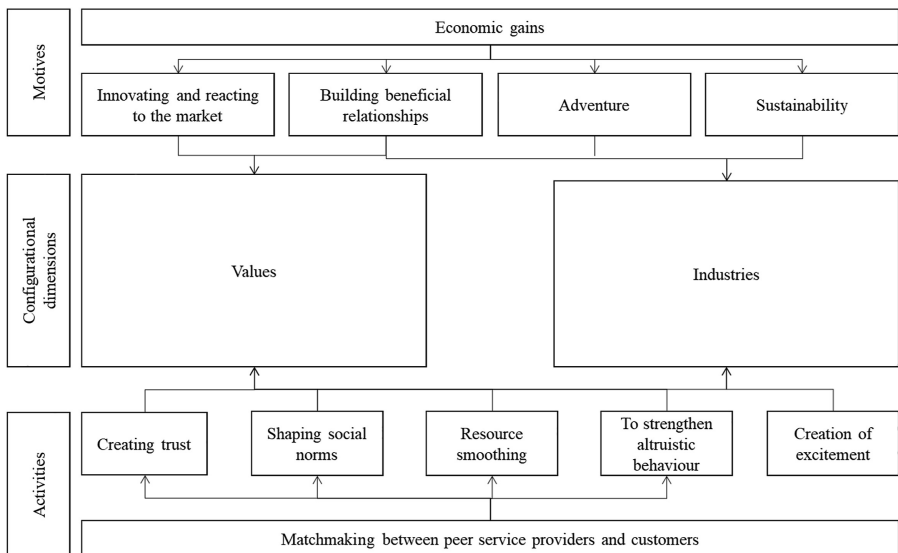 Motives
Economic gains
Innovating and reacting
to the market
Building beneficial
relationships
Adventure
Sustainability
Configurational
dimensions
Values
Industries
Activities
Creating trust
Shaping social
norms
Resource
smoothing
To strengthen
altruistic
behaviour
Creation of
excitement
Matchmaking between peer service providers and customers